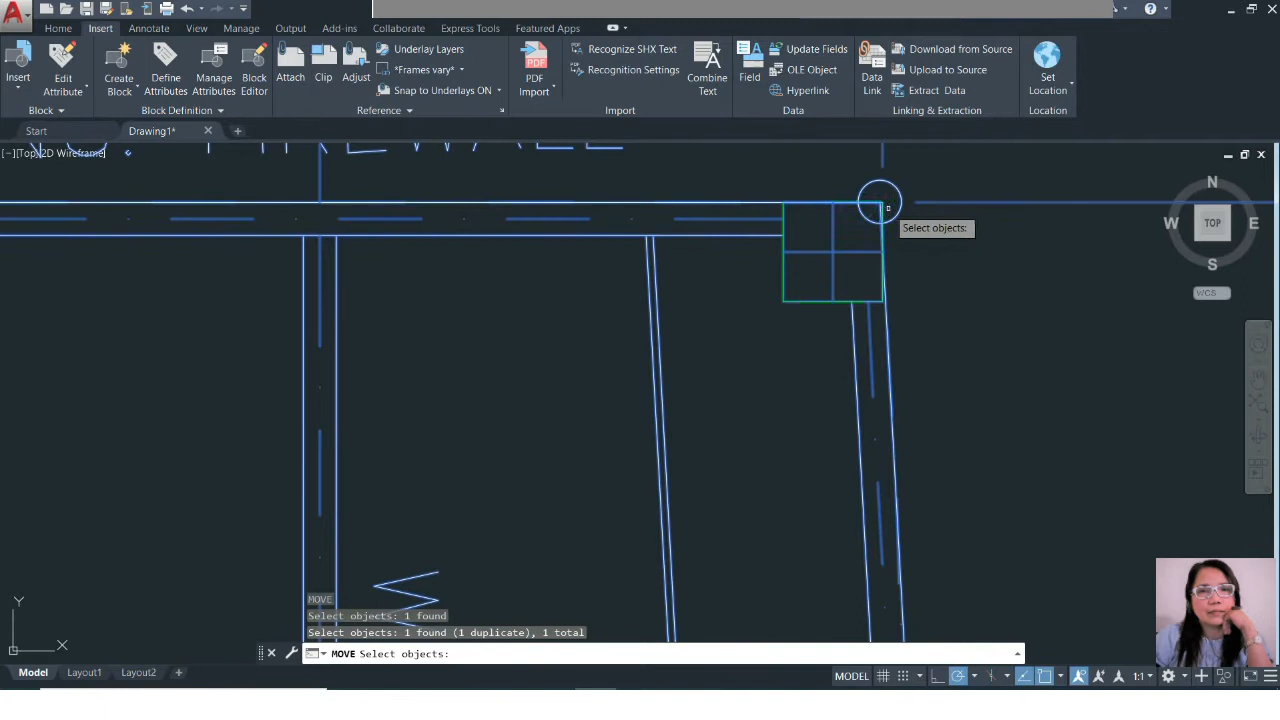 Home Insert Annotate View Manage Output Add-ins Collaborate Express Tools Featured Apps
Insert
Edit Attribute
Create Block
Define Attributes
Manage Attributes
Block Editor
Attach
Clip
Adjust
Underlay Layers
*Frames vary*
Snap to Underlays ON
PDF Import
Recognize SHX Text
Recognition Settings
Combine Text
Field
Update Fields
OLE Object
Hyperlink
Data Link
Download from Source
Upload to Source
Extract Data
Set Location
Block Block Definition Reference Import Data Linking & Extraction Location
Start Drawing1*
[−][Top][2D Wireframe]
N
W TOP E
S
WCS
Select objects:
Y
X
MOVE
Select objects: 1 found
Select objects: 1 found (1 duplicate), 1 total
MOVE Select objects:
Model Layout1 Layout2 +
MODEL 1:1